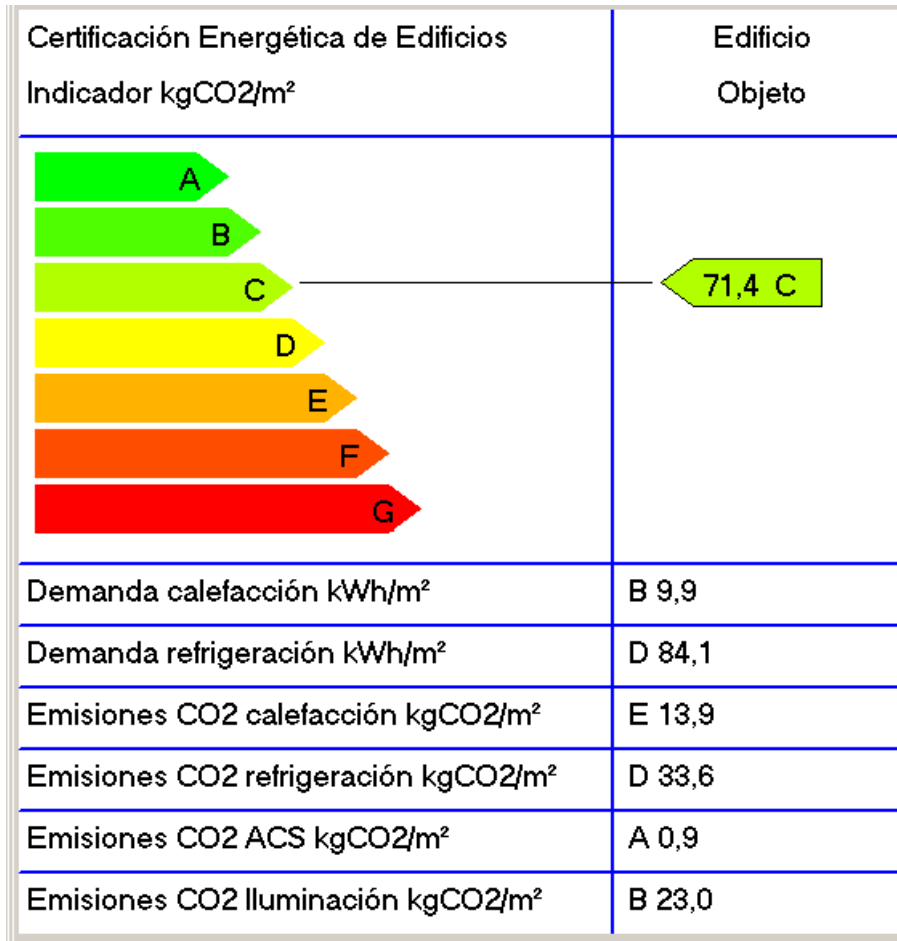 Certificación Energética de Edificios
Indicador kgCO2/m²
Edificio
Objeto
A
B
C
71,4 C
D
E
F
G
Demanda calefacción kWh/m² B 9,9
Demanda refrigeración kWh/m² D 84,1
Emisiones CO2 calefacción kgCO2/m² E 13,9
Emisiones CO2 refrigeración kgCO2/m² D 33,6
Emisiones CO2 ACS kgCO2/m² A 0,9
Emisiones CO2 Iluminación kgCO2/m² B 23,0